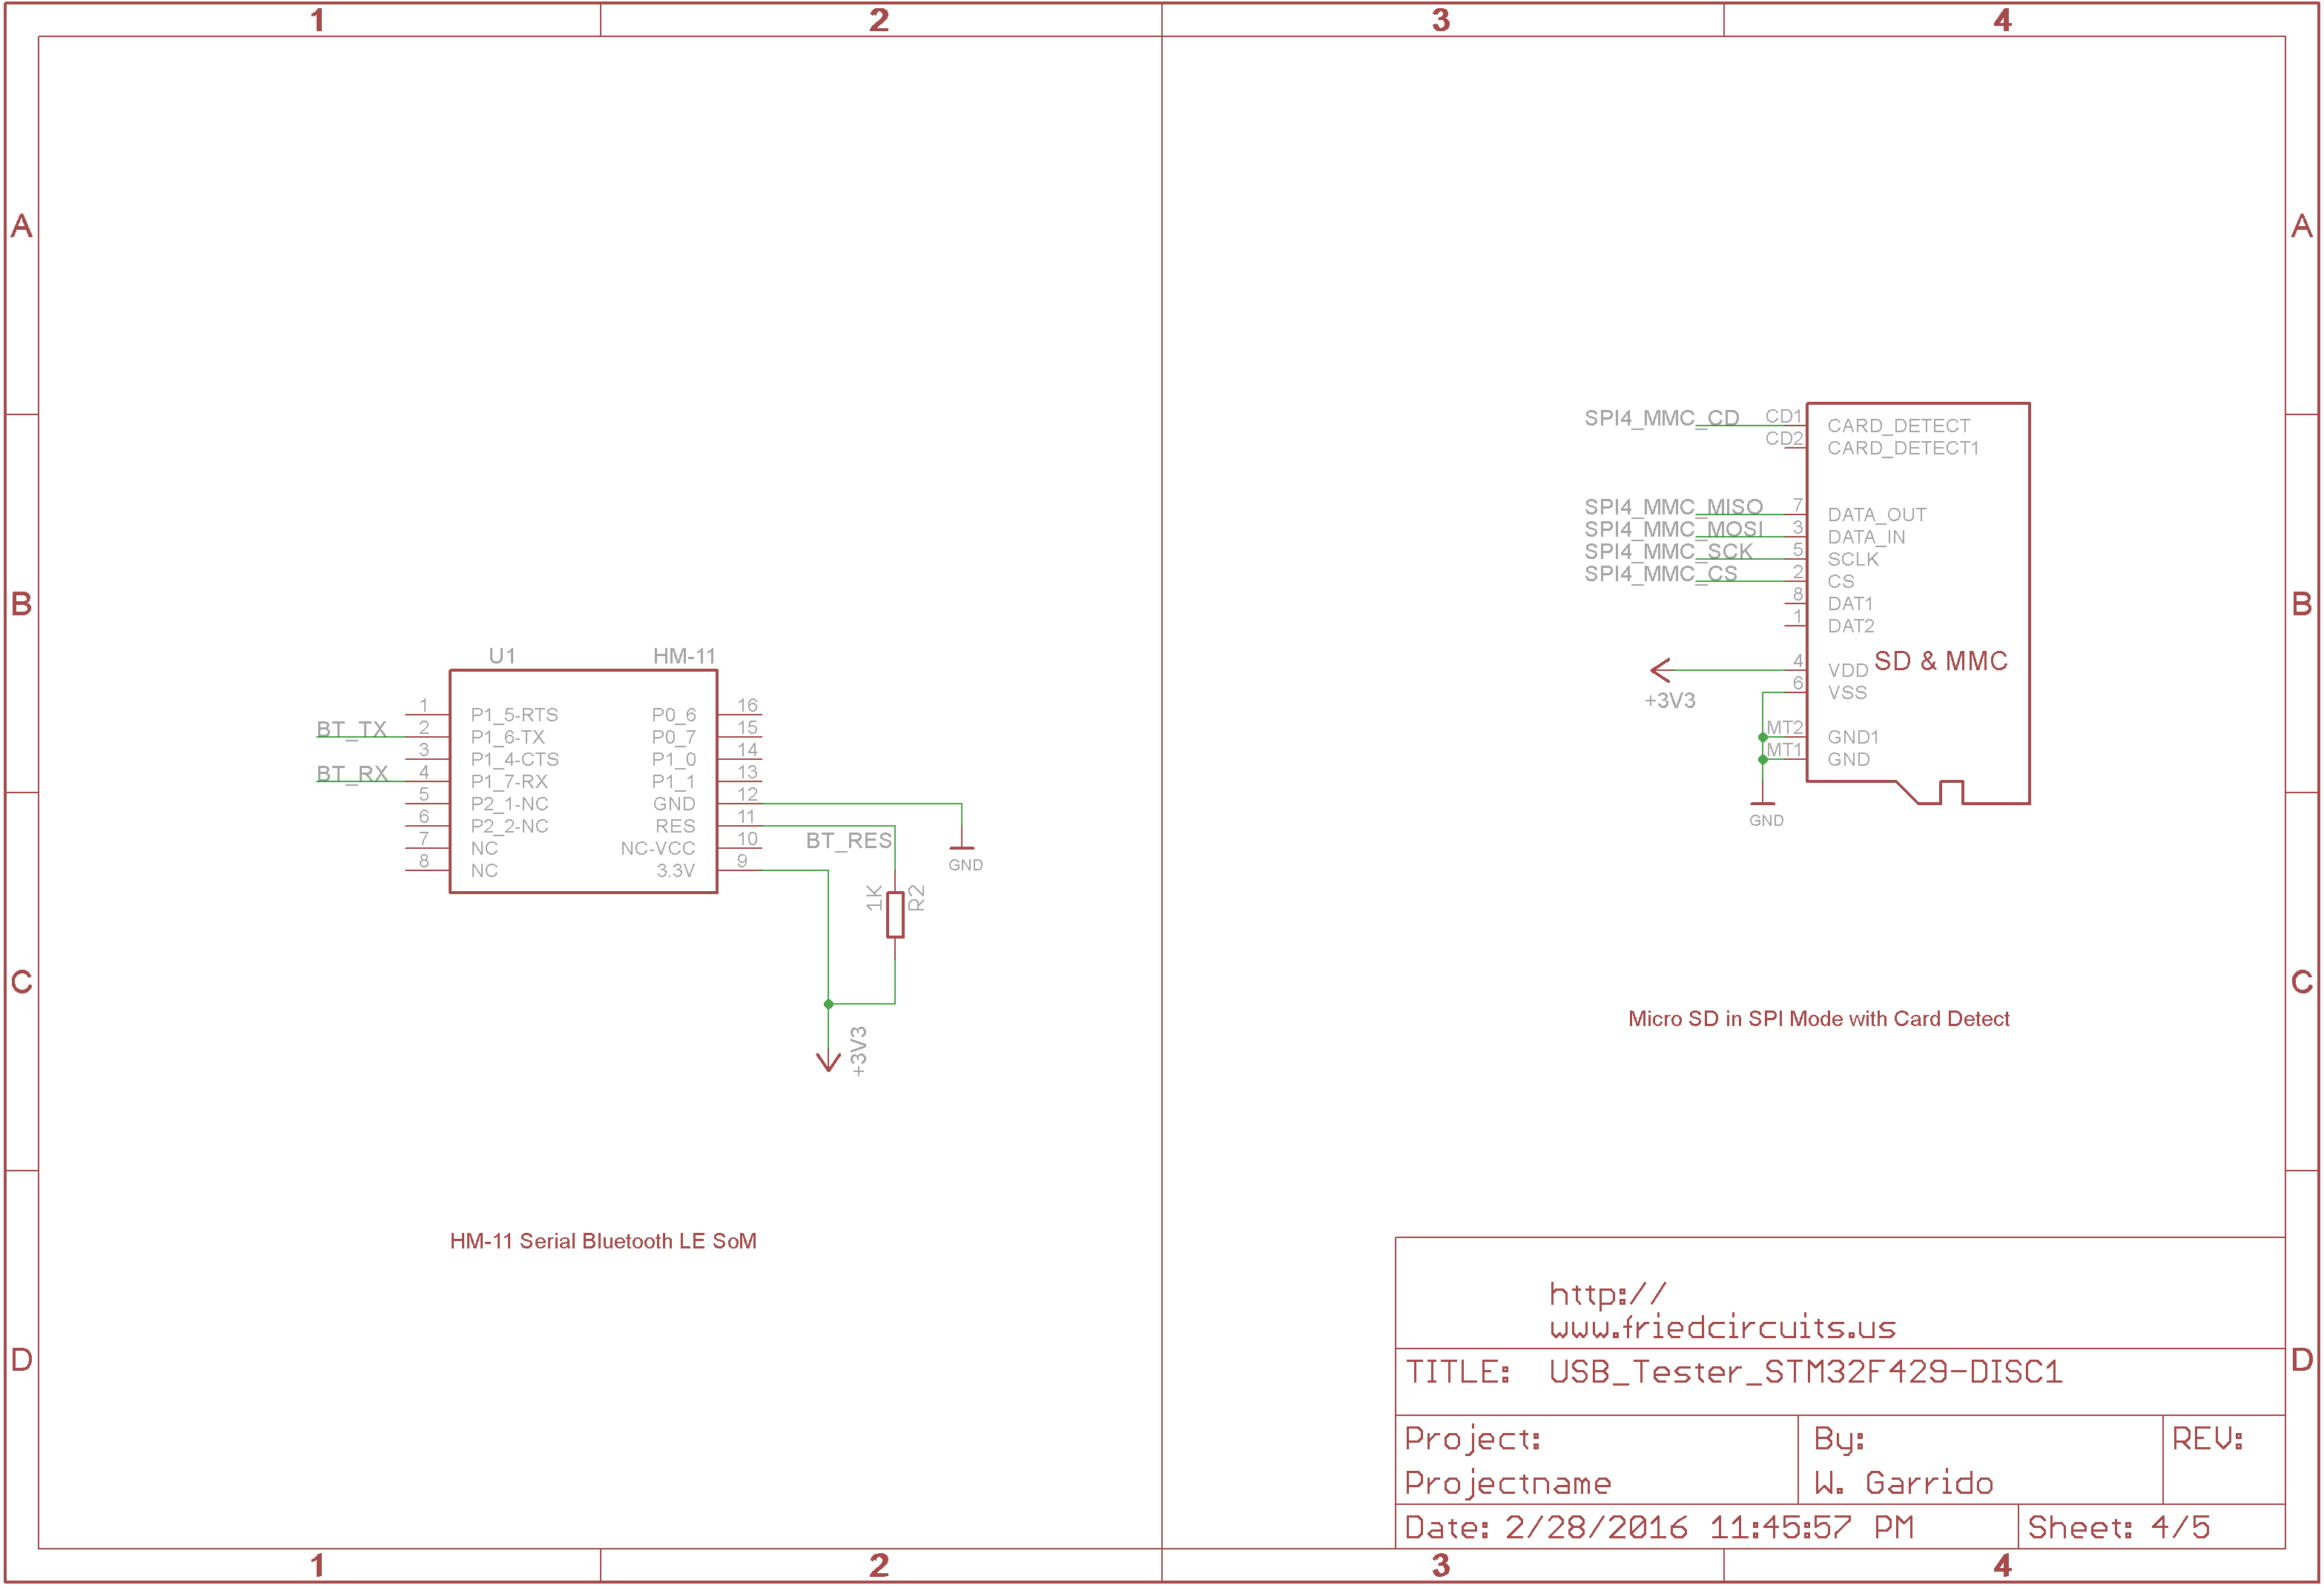 1 2 3 4
A A
B B
C C
D D
U1 HM-11
1 P1_5-RTS P0_6 16
BT_TX 2 P1_6-TX P0_7 15
3 P1_4-CTS P1_0 14
BT_RX 4 P1_7-RX P1_1 13
5 P2_1-NC GND 12
6 P2_2-NC RES 11
7 NC NC-VCC 10
8 NC 3.3V 9
BT_RES
GND
1K R2
+3V3
HM-11 Serial Bluetooth LE SoM
SPI4_MMC_CD CD1 CARD_DETECT
CD2 CARD_DETECT1
SPI4_MMC_MISO 7 DATA_OUT
SPI4_MMC_MOSI 3 DATA_IN
SPI4_MMC_SCK 5 SCLK
SPI4_MMC_CS 2 CS
8 DAT1
1 DAT2
4 VDD SD & MMC
+3V3 6 VSS
MT2 GND1
MT1 GND
GND
Micro SD in SPI Mode with Card Detect
http://
www.friedcircuits.us
TITLE: USB_Tester_STM32F429-DISC1
Project: By: REV:
Projectname W. Garrido
Date: 2/28/2016 11:45:57 PM Sheet: 4/5
1 2 3 4